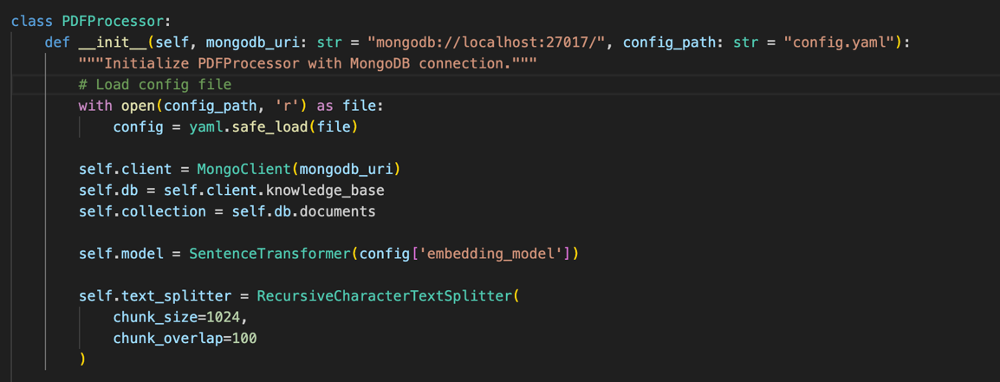 class PDFProcessor:
    def __init__(self, mongodb_uri: str = "mongodb://localhost:27017/", config_path: str = "config.yaml"):
        """Initialize PDFProcessor with MongoDB connection."""
        # Load config file
        with open(config_path, 'r') as file:
            config = yaml.safe_load(file)

        self.client = MongoClient(mongodb_uri)
        self.db = self.client.knowledge_base
        self.collection = self.db.documents

        self.model = SentenceTransformer(config['embedding_model'])

        self.text_splitter = RecursiveCharacterTextSplitter(
            chunk_size=1024,
            chunk_overlap=100
        )